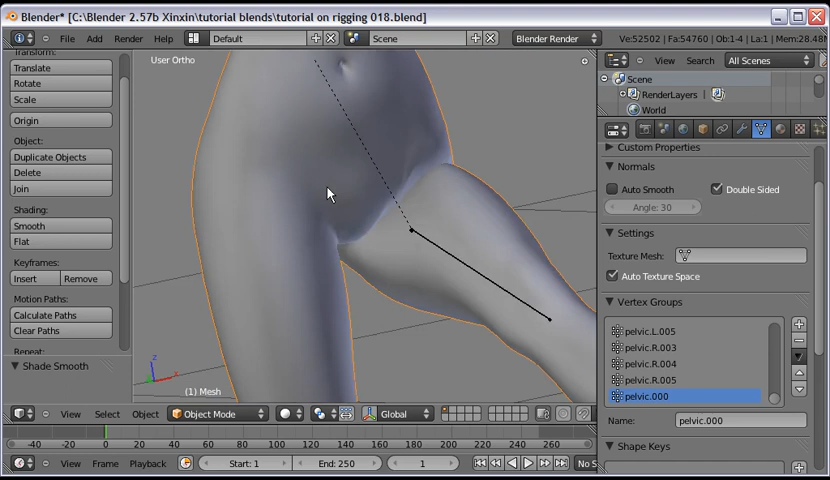 Blender* [C:\Blender 2.57b Xinxin\tutorial blends\tutorial on rigging 018.blend]
File Add Render Help Default Scene Blender Render Ve:52502 | Fa:54760 | Ob:1-4 | La:1 | Mem:28.48M
Transform:
Translate
Rotate
Scale
Origin
Object:
Duplicate Objects
Delete
Join
Shading:
Smooth
Flat
Keyframes:
Insert Remove
Motion Paths:
Calculate Paths
Clear Paths
Repeat:
Shade Smooth
User Ortho
z
x
(1) Mesh
View Select Object Object Mode Global
View Search All Scenes
Scene
RenderLayers |
World
Custom Properties
Normals
Auto Smooth Double Sided
Angle: 30
Settings
Texture Mesh:
Auto Texture Space
Vertex Groups
pelvic.L.005
pelvic.R.003
pelvic.R.004
pelvic.R.005
pelvic.000
Name: pelvic.000
Shape Keys
-40 -20 0 20 40 60 80 100 120 140 160 180 200 220 240 260
View Frame Playback Start: 1 End: 250 1 No S